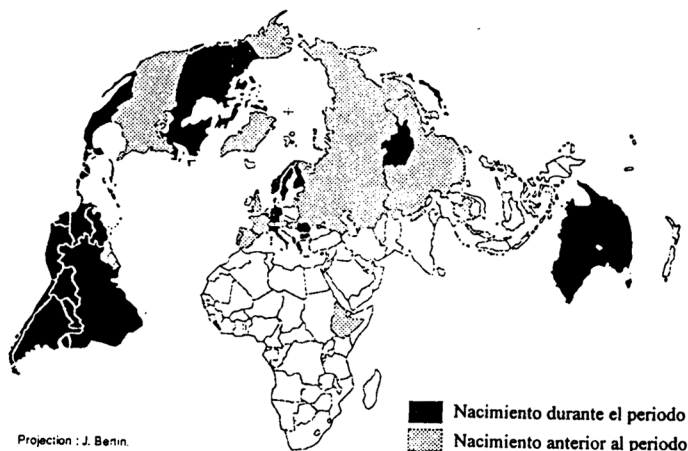 Nacimiento durante el periodo
Nacimiento anterior al periodo
Projection : J. Bertin.